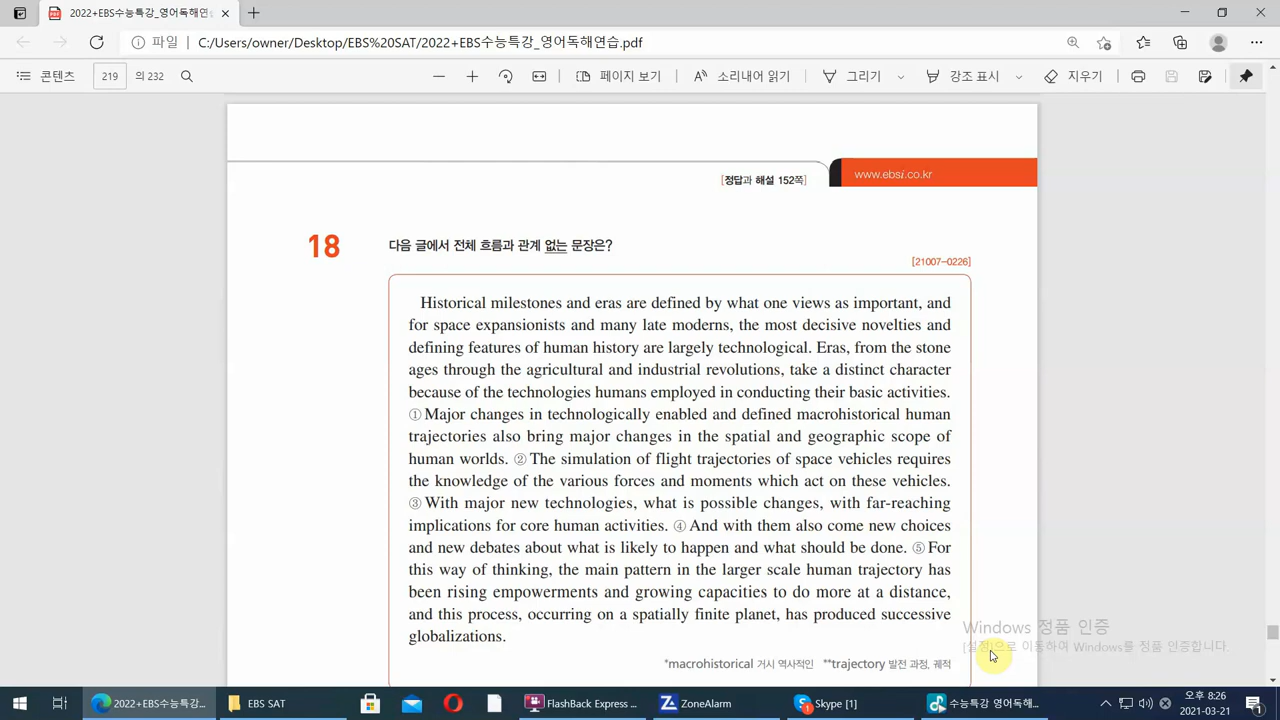 2022+EBS수능특강_영어독해연
파일 C:/Users/owner/Desktop/EBS%20SAT/2022+EBS수능특강_영어독해연습.pdf
콘텐츠 219 의 232 페이지 보기 소리내어 읽기 그리기 강조 표시 지우기
[정답과 해설 152쪽] www.ebsi.co.kr
18 다음 글에서 전체 흐름과 관계 없는 문장은?
[21007-0226]
Historical milestones and eras are defined by what one views as important, and
for space expansionists and many late moderns, the most decisive novelties and
defining features of human history are largely technological. Eras, from the stone
ages through the agricultural and industrial revolutions, take a distinct character
because of the technologies humans employed in conducting their basic activities.
① Major changes in technologically enabled and defined macrohistorical human
trajectories also bring major changes in the spatial and geographic scope of
human worlds. ② The simulation of flight trajectories of space vehicles requires
the knowledge of the various forces and moments which act on these vehicles.
③ With major new technologies, what is possible changes, with far-reaching
implications for core human activities. ④ And with them also come new choices
and new debates about what is likely to happen and what should be done. ⑤ For
this way of thinking, the main pattern in the larger scale human trajectory has
been rising empowerments and growing capacities to do more at a distance,
and this process, occurring on a spatially finite planet, has produced successive
globalizations.
*macrohistorical 거시 역사적인 **trajectory 발전 과정, 궤적
Windows 정품 인증
[설정]으로 이동하여 Windows를 정품 인증합니다.
2022+EBS수능특강... EBS SAT FlashBack Express ... ZoneAlarm Skype [1] 수능특강 영어독해... 오후 8:26
2021-03-21